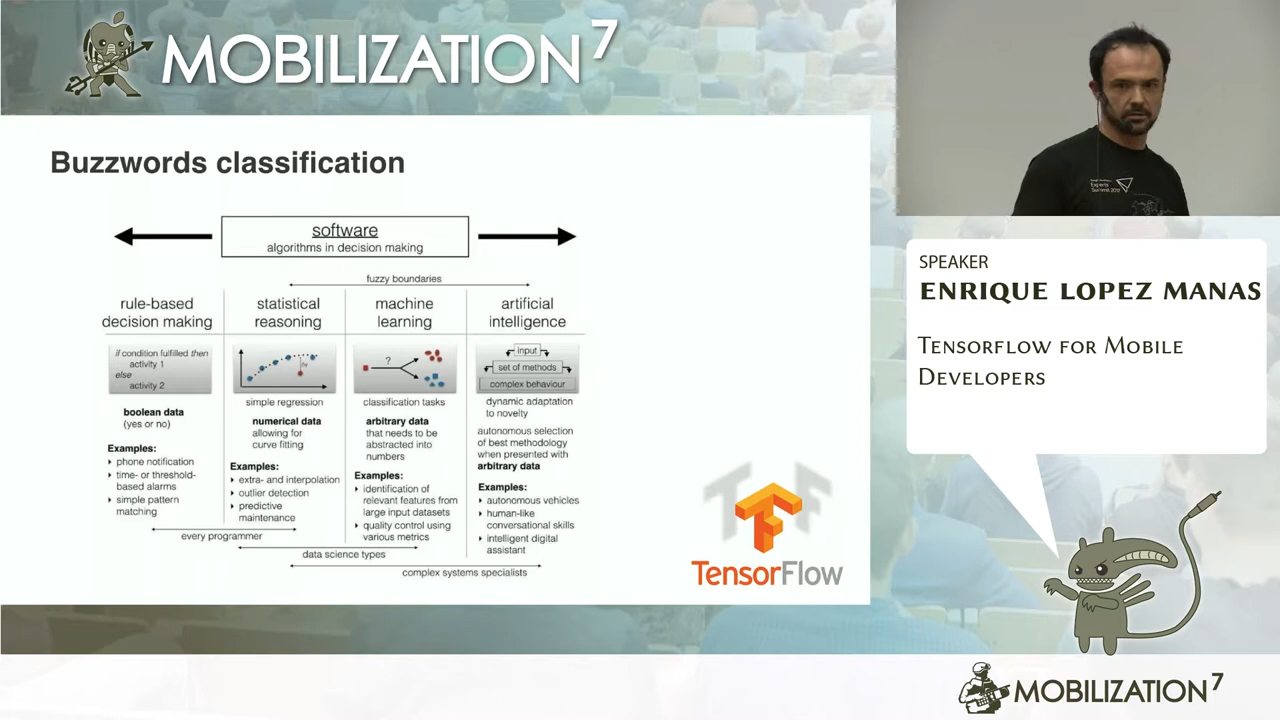 MOBILIZATION 7
Buzzwords classification
software
algorithms in decision making
fuzzy boundaries
rule-based
decision making
if condition fulfilled then
activity 1
else
activity 2
boolean data
(yes or no)
Examples:
phone notification
time- or threshold-
based alarms
simple pattern
matching
statistical
reasoning
simple regression
numerical data
allowing for
curve fitting
Examples:
extra- and interpolation
outlier detection
predictive
maintenance
machine
learning
?
classification tasks
arbitrary data
that needs to be
abstracted into
numbers
Examples:
identification of
relevant features from
large input datasets
quality control using
various metrics
artificial
intelligence
input
set of methods
complex behaviour
dynamic adaptation
to novelty
autonomous selection
of best methodology
when presented with
arbitrary data
Examples:
autonomous vehicles
human-like
conversational skills
intelligent digital
assistant
every programmer
data science types
complex systems specialists
TensorFlow
Experts
Summit 2017
SPEAKER
ENRIQUE LOPEZ MANAS
TENSORFLOW FOR MOBILE
DEVELOPERS
MOBILIZATION 7